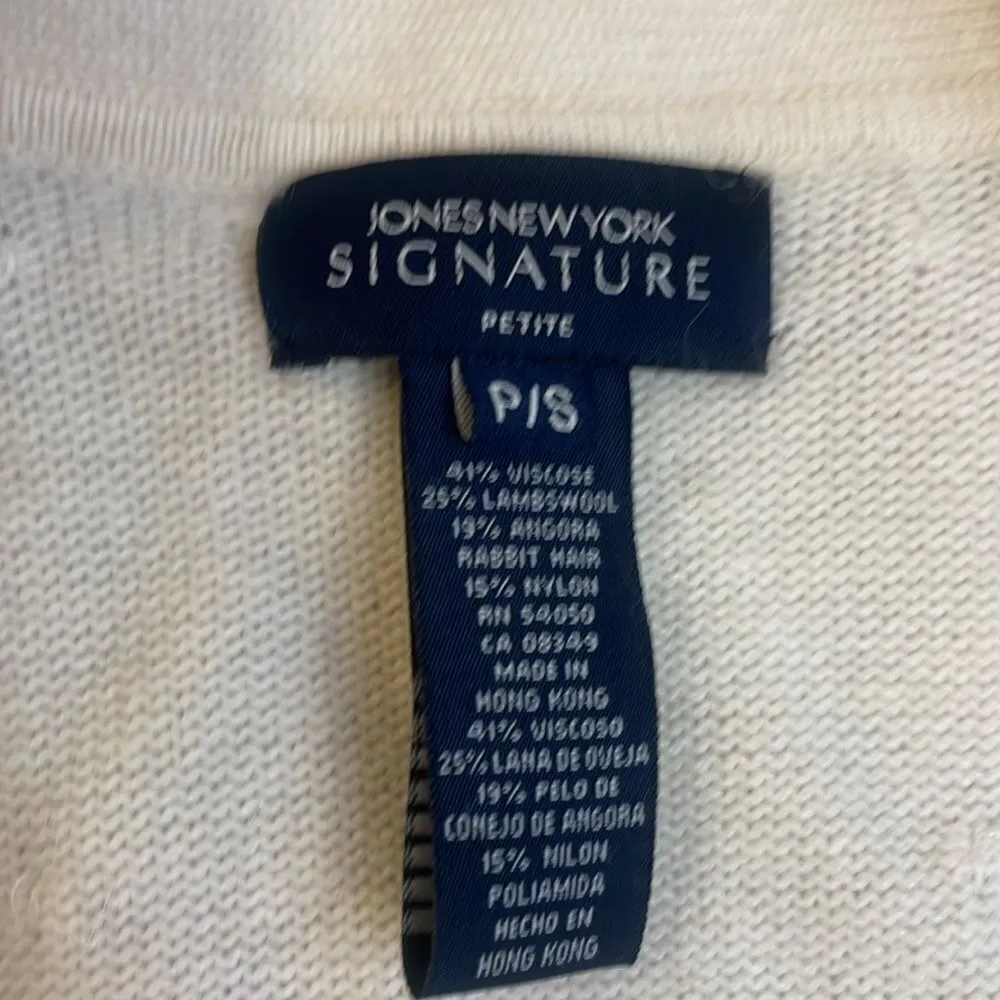 JONES NEW YORK
SIGNATURE
PETITE
P/S
41% VISCOSE
25% LAMBSWOOL
19% ANGORA
RABBIT HAIR
15% NYLON
RN 54050
CA 08349
MADE IN
HONG KONG
41% VISCOSO
25% LANA DE OVEJA
19% PELO DE
CONEJO DE ANGORA
15% NILON
POLIAMIDA
HECHO EN
HONG KONG